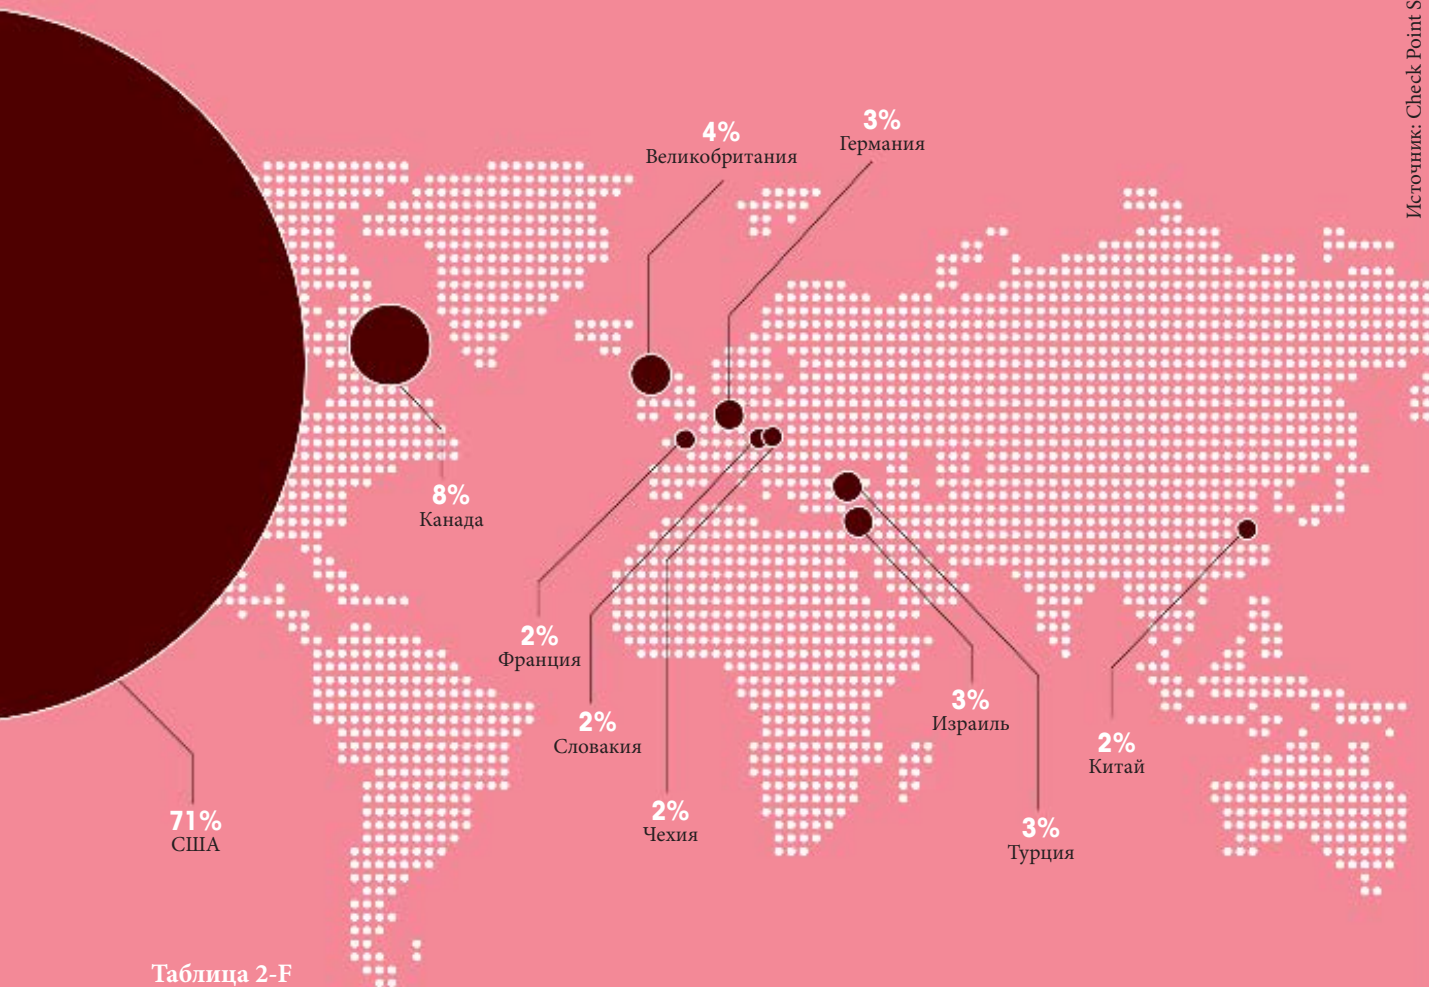 Источник: Check Point S
4%
Великобритания
3%
Германия
8%
Канада
2%
Франция
2%
Словакия
2%
Чехия
3%
Израиль
3%
Турция
2%
Китай
71%
США
Таблица 2-F